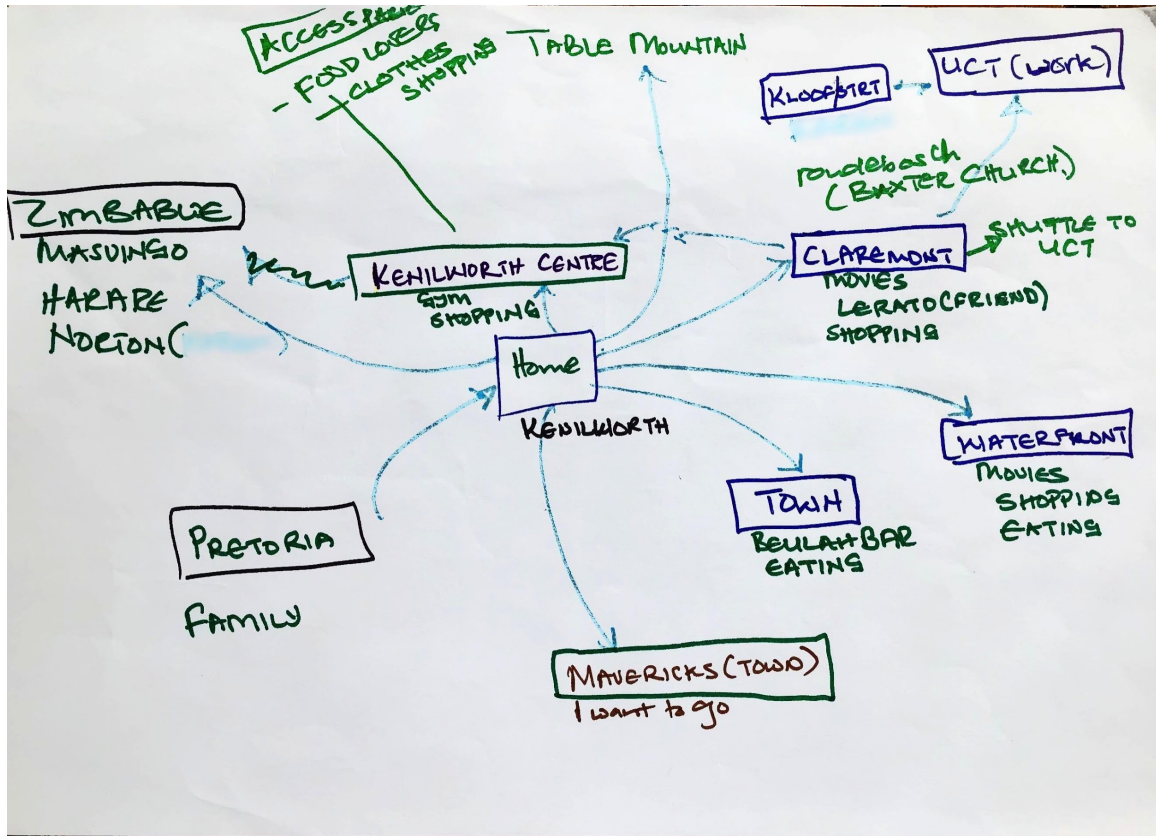 ACCESS PARK
- FOOD LOVERS
- CLOTHES
SHOPPING
TABLE MOUNTAIN
KLOOF STRT
UCT (work)
rondebosch
(BAXTER CHURCH.)
ZIMBABWE
MASVINGO
HARARE
NORTON (
KENILWORTH CENTRE
GYM
SHOPPING
CLAREMONT
MOVIES
LERATO (FRIEND)
SHOPPING
SHUTTLE TO
UCT
Home
KENILWORTH
WATERFRONT
MOVIES
SHOPPING
EATING
TOWN
BEULAH BAR
EATING
PRETORIA
FAMILY
MAVERICKS (TOWN)
I want to go